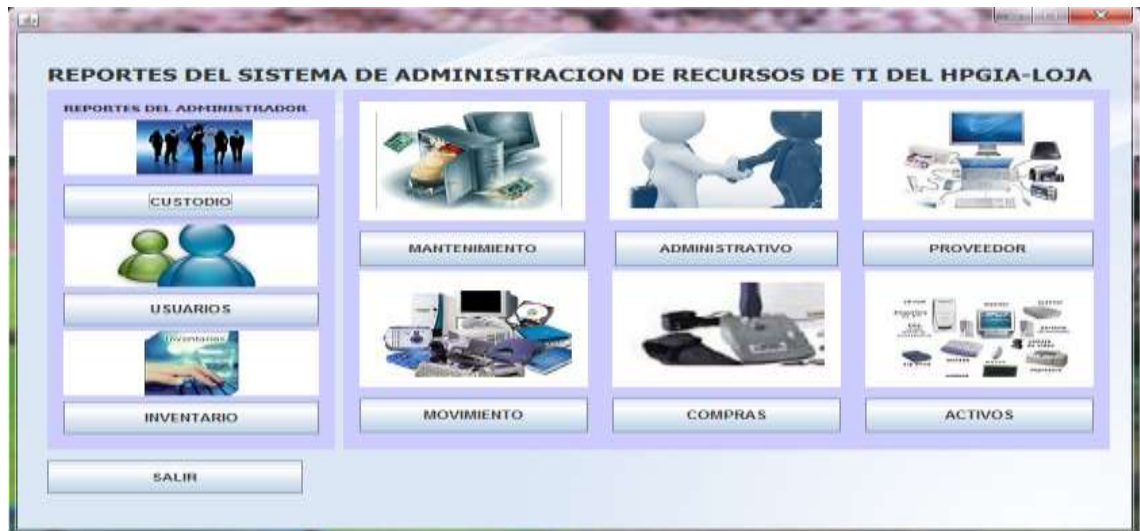 REPORTES DEL SISTEMA DE ADMINISTRACION DE RECURSOS DE TI DEL HPGIA-LOJA
REPORTES DEL ADMINISTRADOR
CUSTODIO
USUARIOS
Inventarios
INVENTARIO
MANTENIMIENTO
ADMINISTRATIVO
PROVEEDOR
MOVIMIENTO
COMPRAS
ACTIVOS
SALIR